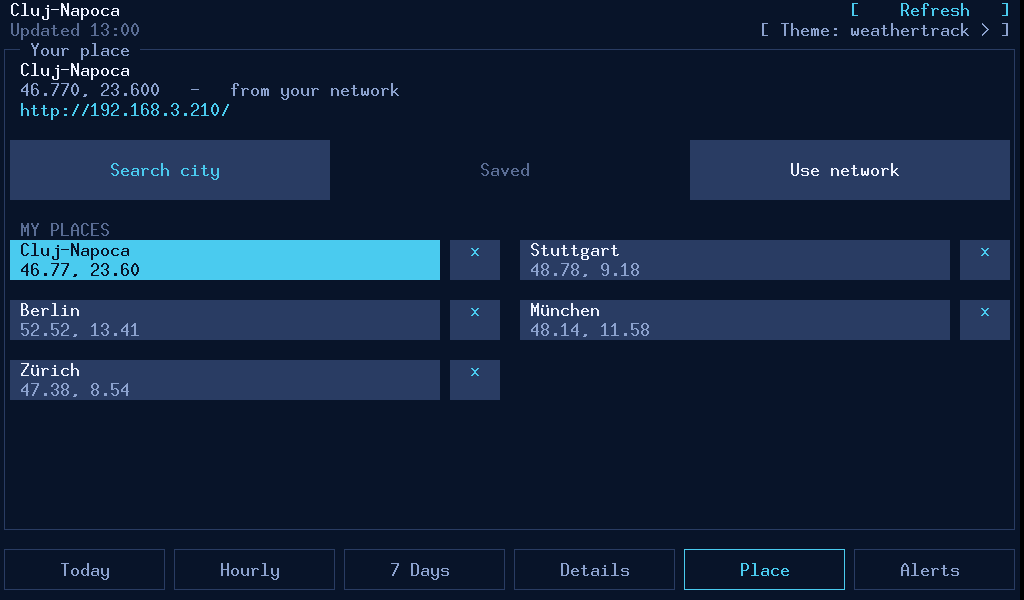 Cluj-Napoca [ Refresh ]
Updated 13:00 [ Theme: weathertrack > ]
Your place
Cluj-Napoca
46.770, 23.600 - from your network
http://192.168.3.210/
Search city Saved Use network
MY PLACES
Cluj-Napoca x Stuttgart x
46.77, 23.60 48.78, 9.18
Berlin x München x
52.52, 13.41 48.14, 11.58
Zürich x
47.38, 8.54
Today Hourly 7 Days Details Place Alerts